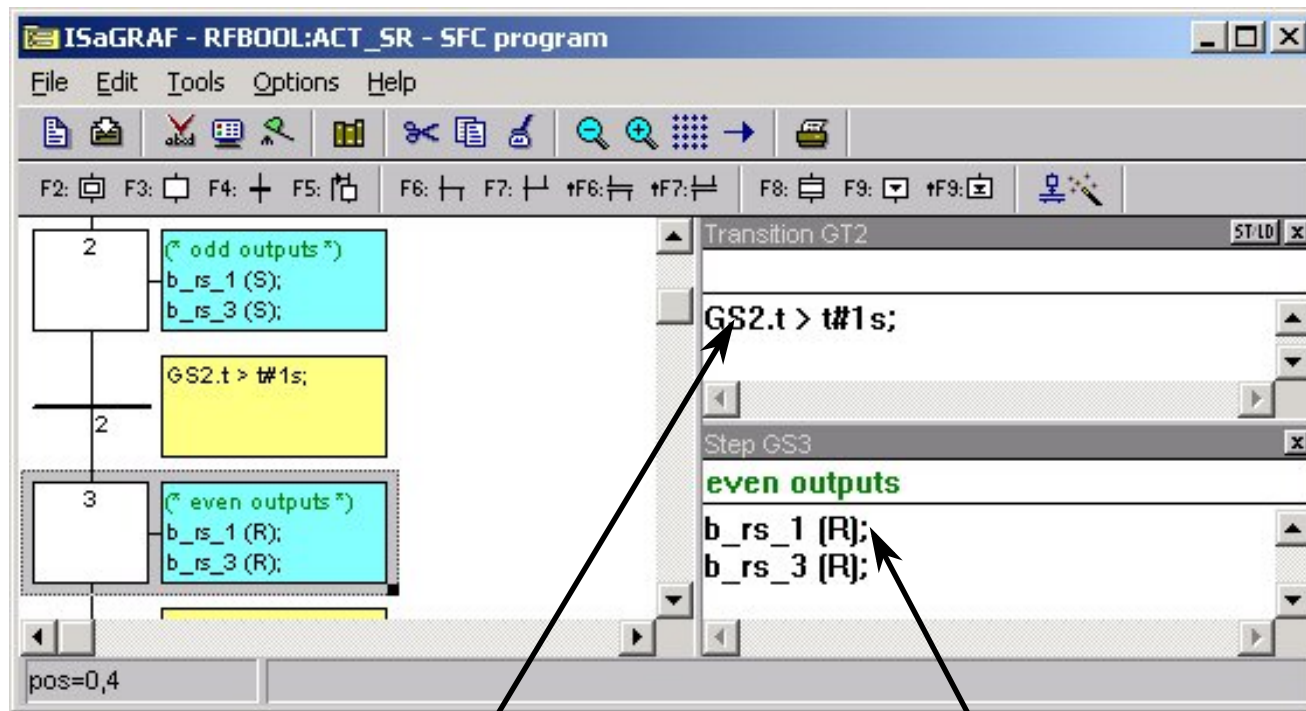 ISaGRAF - RFBOOL:ACT_SR - SFC program
File Edit Tools Options Help
F2: F3: F4: F5: F6: F7: ↑F6: ↑F7: F8: F9: ↑F9:
2
(* odd outputs *)
b_rs_1 (S);
b_rs_3 (S);
GS2.t > t#1s;
2
3
(* even outputs *)
b_rs_1 (R);
b_rs_3 (R);
Transition GT2 ST/LD x
GS2.t > t#1s;
Step GS3 x
even outputs
b_rs_1 (R);
b_rs_3 (R);
pos=0,4